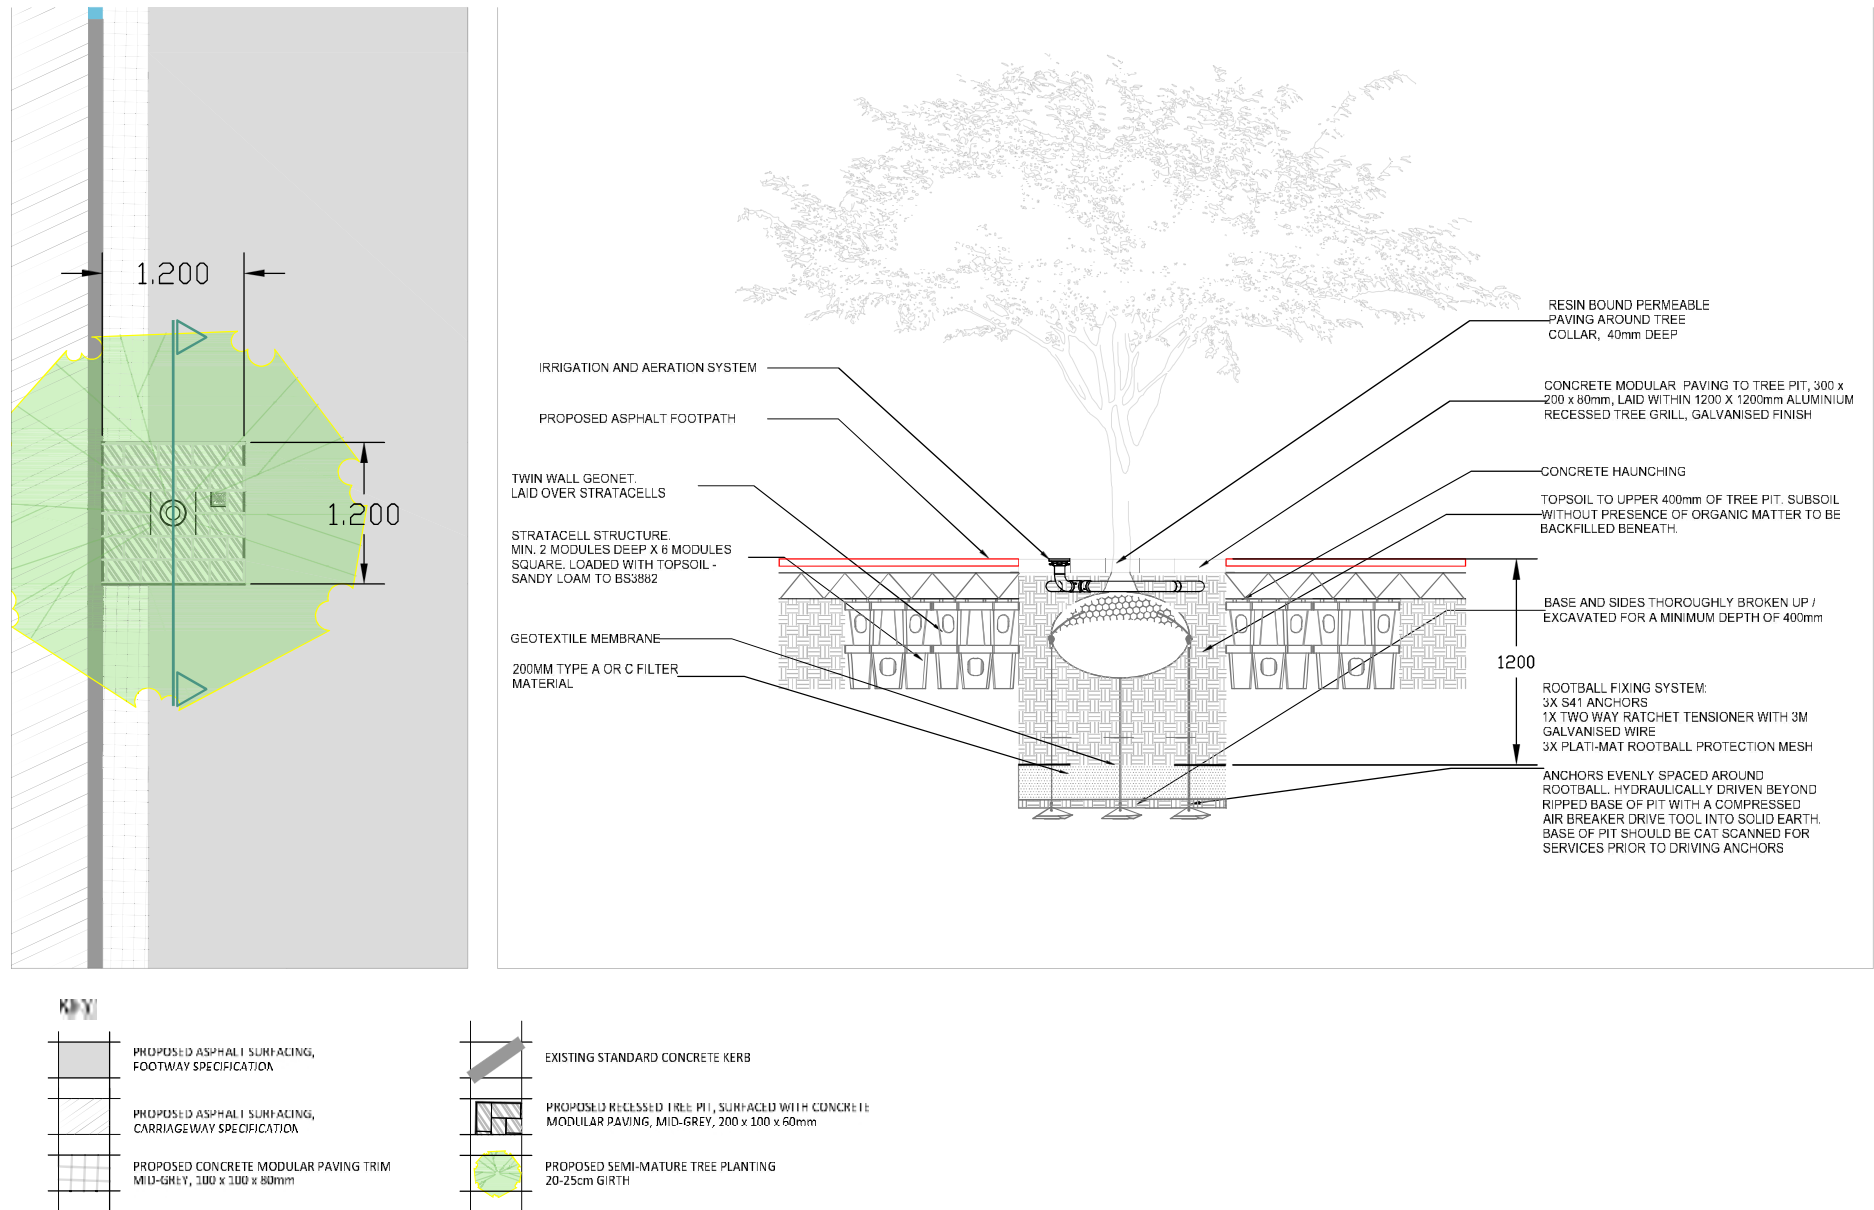 1.200
1.200
IRRIGATION AND AERATION SYSTEM
PROPOSED ASPHALT FOOTPATH
TWIN WALL GEONET.
LAID OVER STRATACELLS
STRATACELL STRUCTURE.
MIN. 2 MODULES DEEP X 6 MODULES
SQUARE. LOADED WITH TOPSOIL -
SANDY LOAM TO BS3882
GEOTEXTILE MEMBRANE
200MM TYPE A OR C FILTER
MATERIAL
RESIN BOUND PERMEABLE
PAVING AROUND TREE
COLLAR, 40mm DEEP
CONCRETE MODULAR PAVING TO TREE PIT, 300 x
200 x 80mm, LAID WITHIN 1200 X 1200mm ALUMINIUM
RECESSED TREE GRILL, GALVANISED FINISH
CONCRETE HAUNCHING
TOPSOIL TO UPPER 400mm OF TREE PIT. SUBSOIL
WITHOUT PRESENCE OF ORGANIC MATTER TO BE
BACKFILLED BENEATH.
BASE AND SIDES THOROUGHLY BROKEN UP /
EXCAVATED FOR A MINIMUM DEPTH OF 400mm
1200
ROOTBALL FIXING SYSTEM:
3X S41 ANCHORS
1X TWO WAY RATCHET TENSIONER WITH 3M
GALVANISED WIRE
3X PLATI-MAT ROOTBALL PROTECTION MESH
ANCHORS EVENLY SPACED AROUND
ROOTBALL. HYDRAULICALLY DRIVEN BEYOND
RIPPED BASE OF PIT WITH A COMPRESSED
AIR BREAKER DRIVE TOOL INTO SOLID EARTH.
BASE OF PIT SHOULD BE CAT SCANNED FOR
SERVICES PRIOR TO DRIVING ANCHORS
KEY
PROPOSED ASPHALT SURFACING,
FOOTWAY SPECIFICATION
PROPOSED ASPHALT SURFACING,
CARRIAGEWAY SPECIFICATION
PROPOSED CONCRETE MODULAR PAVING TRIM
MID-GREY, 100 x 100 x 80mm
EXISTING STANDARD CONCRETE KERB
PROPOSED RECESSED TREE PIT, SURFACED WITH CONCRETE
MODULAR PAVING, MID-GREY, 200 x 100 x 60mm
PROPOSED SEMI-MATURE TREE PLANTING
20-25cm GIRTH